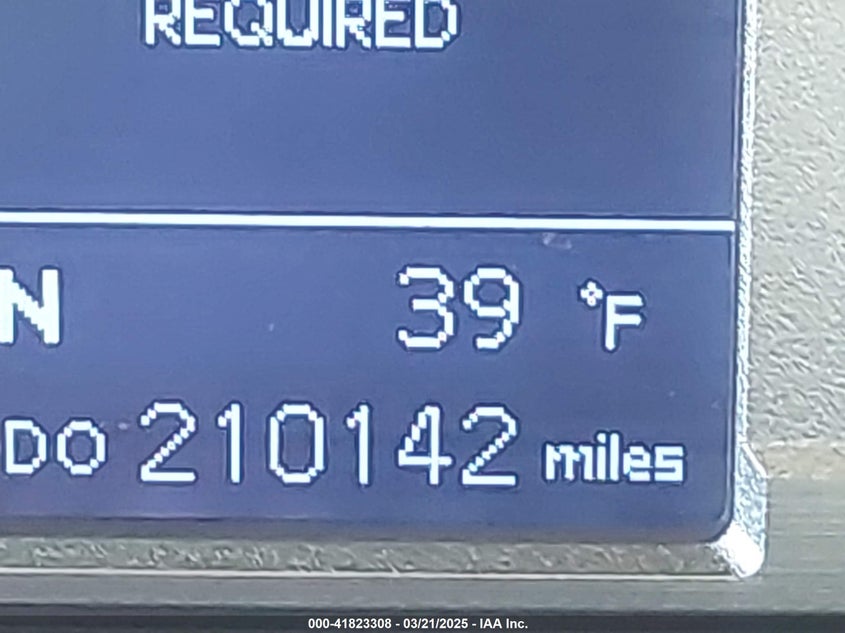 REQUIRED
N 39 °F
DO 210142 miles
000-41823308 - 03/21/2025 - IAA Inc.